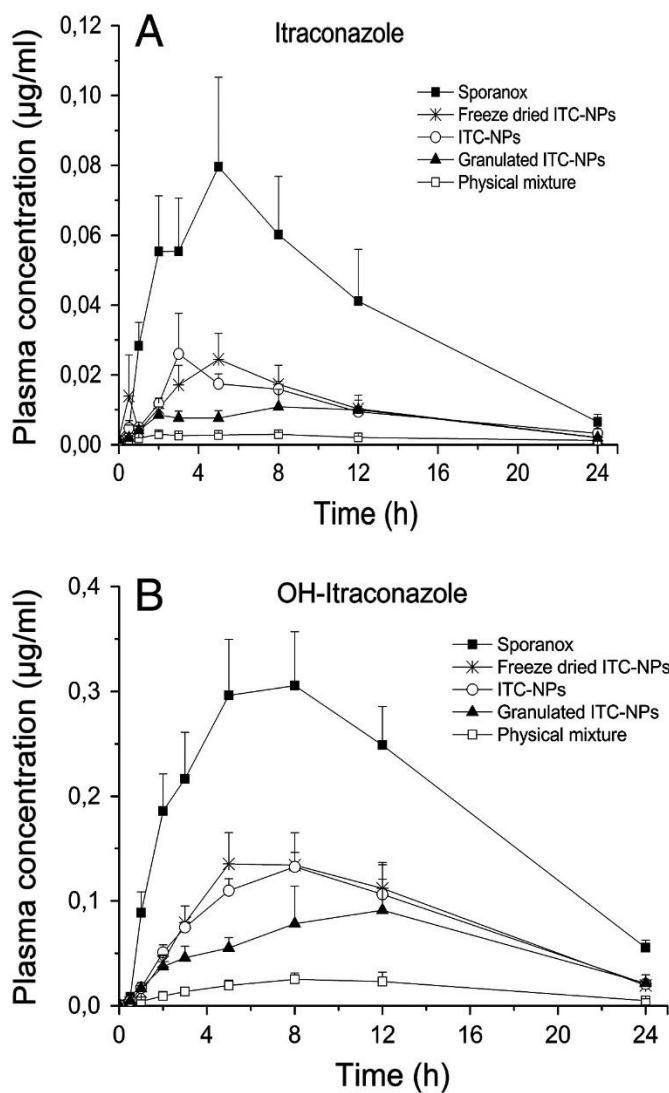 A
Itraconazole
Plasma concentration (µg/ml)
0,12
0,10
0,08
0,06
0,04
0,02
0,00
Sporanox
Freeze dried ITC-NPs
ITC-NPs
Granulated ITC-NPs
Physical mixture
0 4 8 12 16 20 24
Time (h)
B
OH-Itraconazole
Plasma concentration (µg/ml)
0,4
0,3
0,2
0,1
0,0
Sporanox
Freeze dried ITC-NPs
ITC-NPs
Granulated ITC-NPs
Physical mixture
0 4 8 12 16 20 24
Time (h)